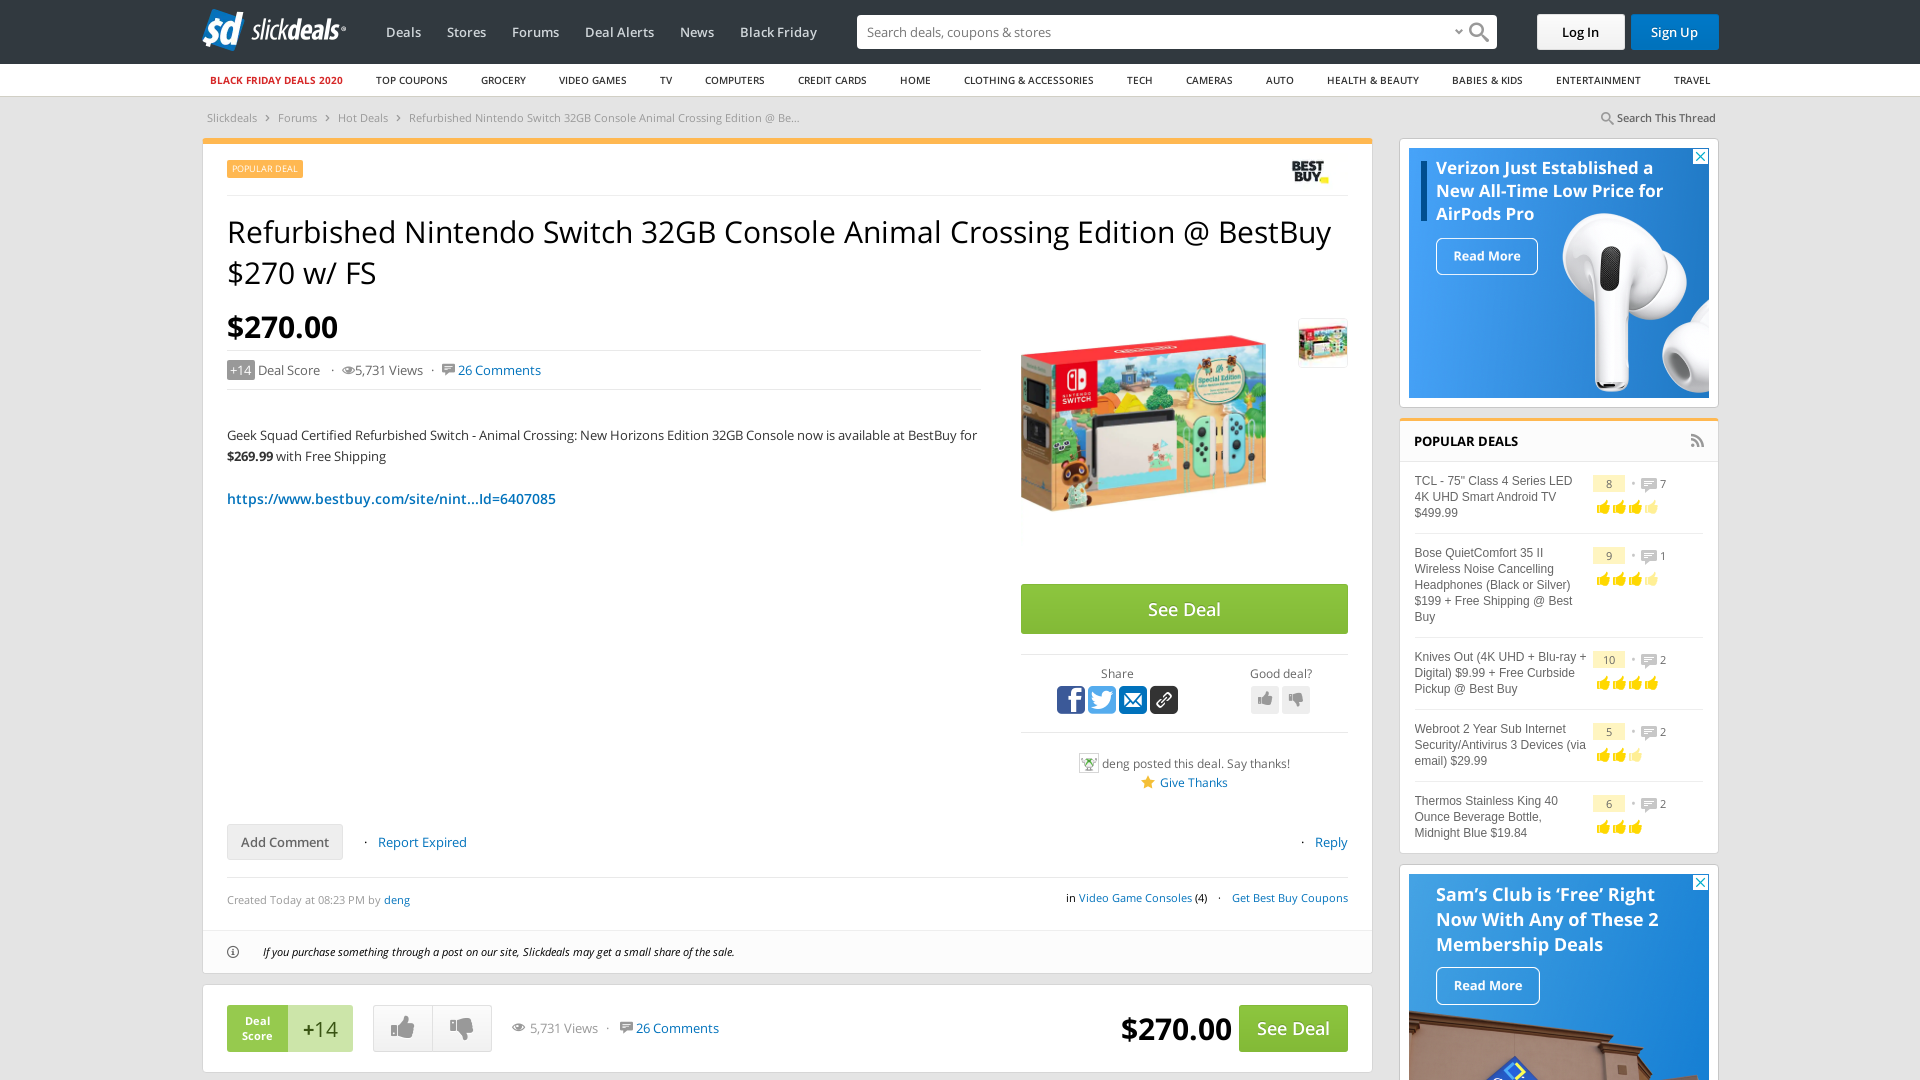 slickdeals
Deals
Stores
Forums
Deal Alerts
News
Black Friday
Search deals, coupons & shops
Log In
Sign Up
BLACK FRIDAY DEALS 2020
TOP COUPONS
GROCERY
VIDEO GAMES
TV
COMPUTERS
CREDIT CARDS
HOME
CLOTHING & ACCESSORIES
TECH
CAMERAS
AUTO
HEALTH & BEAUTY
BABIES & KIDS
ENTERTAINMENT
TRAVEL
Slickdeals › Forums › Hot Deals › Refurbished Nintendo Switch 32GB Console Animal Crossing Edition @ Be...
Search This Thread
POPULAR DEAL
BEST
BUY
Refurbished Nintendo Switch 32GB Console Animal Crossing Edition @ BestBuy
$270 w/ FS
$270.00
+14 Deal Score · 5,731 Views · 26 Comments
Geek Squad Certified Refurbished Switch - Animal Crossing: New Horizons Edition 32GB Console now is available at BestBuy for
$269.99 with Free Shipping
https://www.bestbuy.com/site/nint...Id=6407085
NINTENDO
SWITCH
Special Edition
See Deal
Share
Good deal?
deng posted this deal. Say thanks!
Give Thanks
Add Comment
· Report Expired
· Reply
Created Today at 08:23 PM by deng
in Video Game Consoles (4) · Get Best Buy Coupons
If you purchase something through a post on our site, Slickdeals may get a small share of the sale.
Deal
Score
+14
5,731 Views · 26 Comments
$270.00
See Deal
Verizon Just Established a
New All-Time Low Price for
AirPods Pro
Read More
POPULAR DEALS
TCL - 75" Class 4 Series LED
4K UHD Smart Android TV
$499.99
8 • 7
Bose QuietComfort 35 II
Wireless Noise Cancelling
Headphones (Black or Silver)
$199 + Free Shipping @ Best
Buy
9 • 1
Knives Out (4K UHD + Blu-ray +
Digital) $9.99 + Free Curbside
Pickup @ Best Buy
10 • 2
Webroot 2 Year Sub Internet
Security/Antivirus 3 Devices (via
email) $29.99
5 • 2
Thermos Stainless King 40
Ounce Beverage Bottle,
Midnight Blue $19.84
6 • 2
Sam's Club is ‘Free’ Right
Now With Any of These 2
Membership Deals
Read More